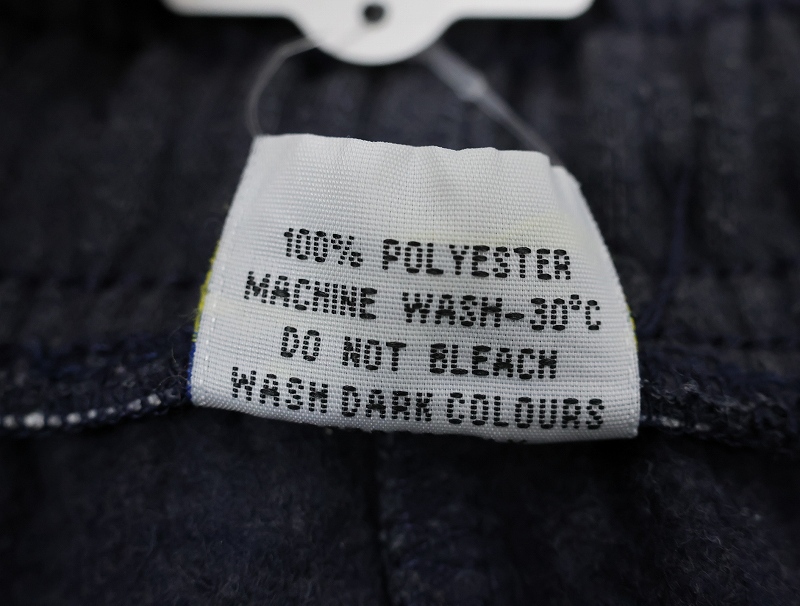 100% POLYESTER
MACHINE WASH-30°C
DO NOT BLEACH
WASH DARK COLOURS